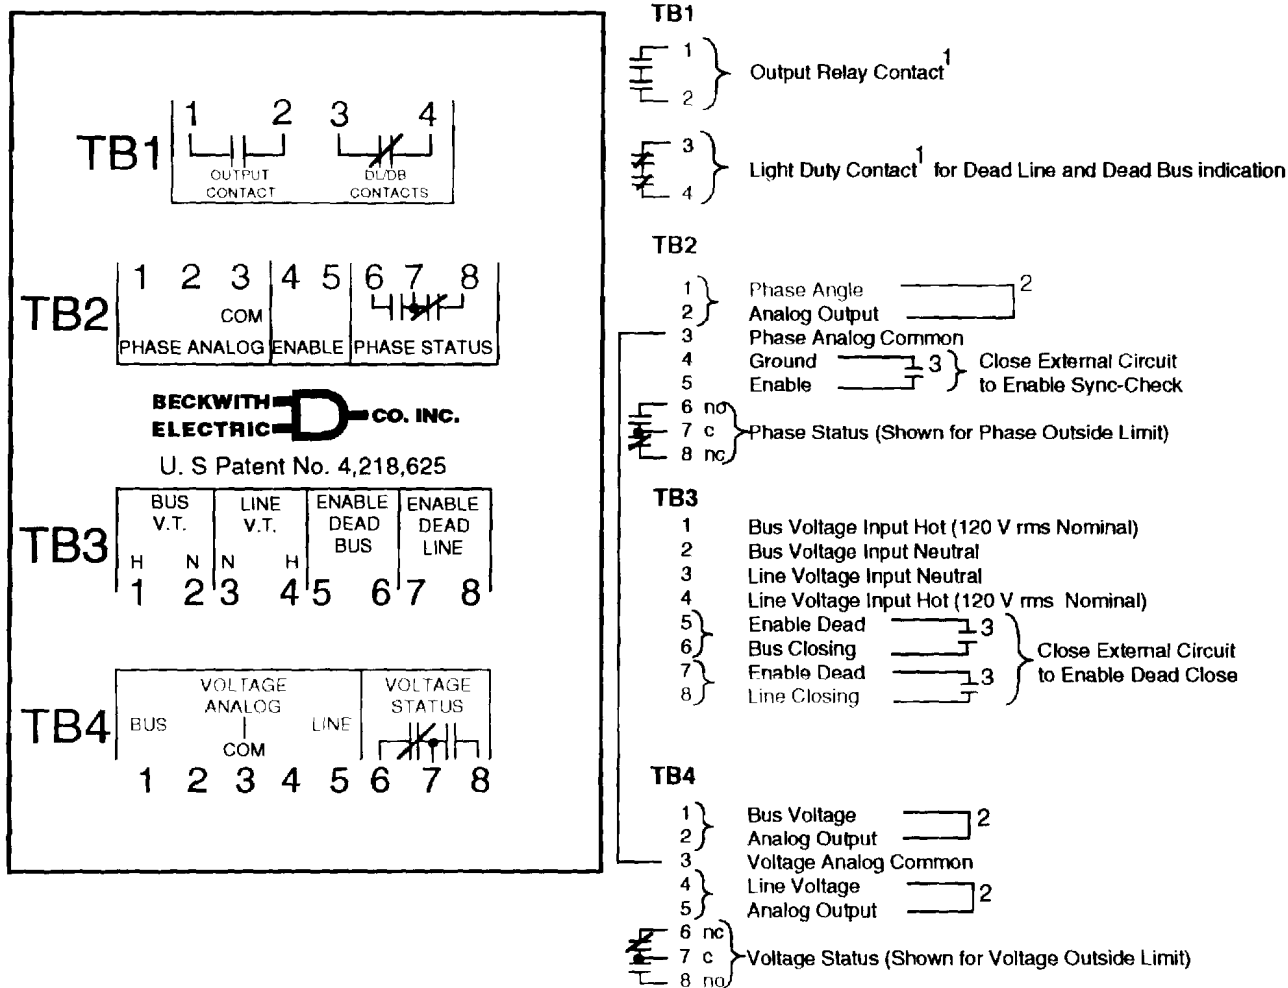 TB1
1 2 3 4
OUTPUT CONTACT
DL/DB CONTACTS
TB2
1 2 3 4 5 6 7 8
COM
PHASE ANALOG ENABLE PHASE STATUS
BECKWITH ELECTRIC CO. INC.
U. S Patent No. 4,218,625
TB3
BUS V.T.
LINE V.T.
ENABLE DEAD BUS
ENABLE DEAD LINE
H N N H
1 2 3 4 5 6 7 8
TB4
VOLTAGE ANALOG
VOLTAGE STATUS
BUS LINE
COM
1 2 3 4 5 6 7 8
TB1
1
Output Relay Contact 1
2
3
Light Duty Contact 1 for Dead Line and Dead Bus indication
4
TB2
1 Phase Angle 2
2 Analog Output
3 Phase Analog Common
4 Ground 3 Close External Circuit
5 Enable to Enable Sync-Check
6 no
7 c Phase Status (Shown for Phase Outside Limit)
8 nc
TB3
1 Bus Voltage Input Hot (120 V rms Nominal)
2 Bus Voltage Input Neutral
3 Line Voltage Input Neutral
4 Line Voltage Input Hot (120 V rms Nominal)
5 Enable Dead 3
6 Bus Closing Close External Circuit
7 Enable Dead 3 to Enable Dead Close
8 Line Closing
TB4
1 Bus Voltage 2
2 Analog Output
3 Voltage Analog Common
4 Line Voltage 2
5 Analog Output
6 nc
7 c Voltage Status (Shown for Voltage Outside Limit)
8 no